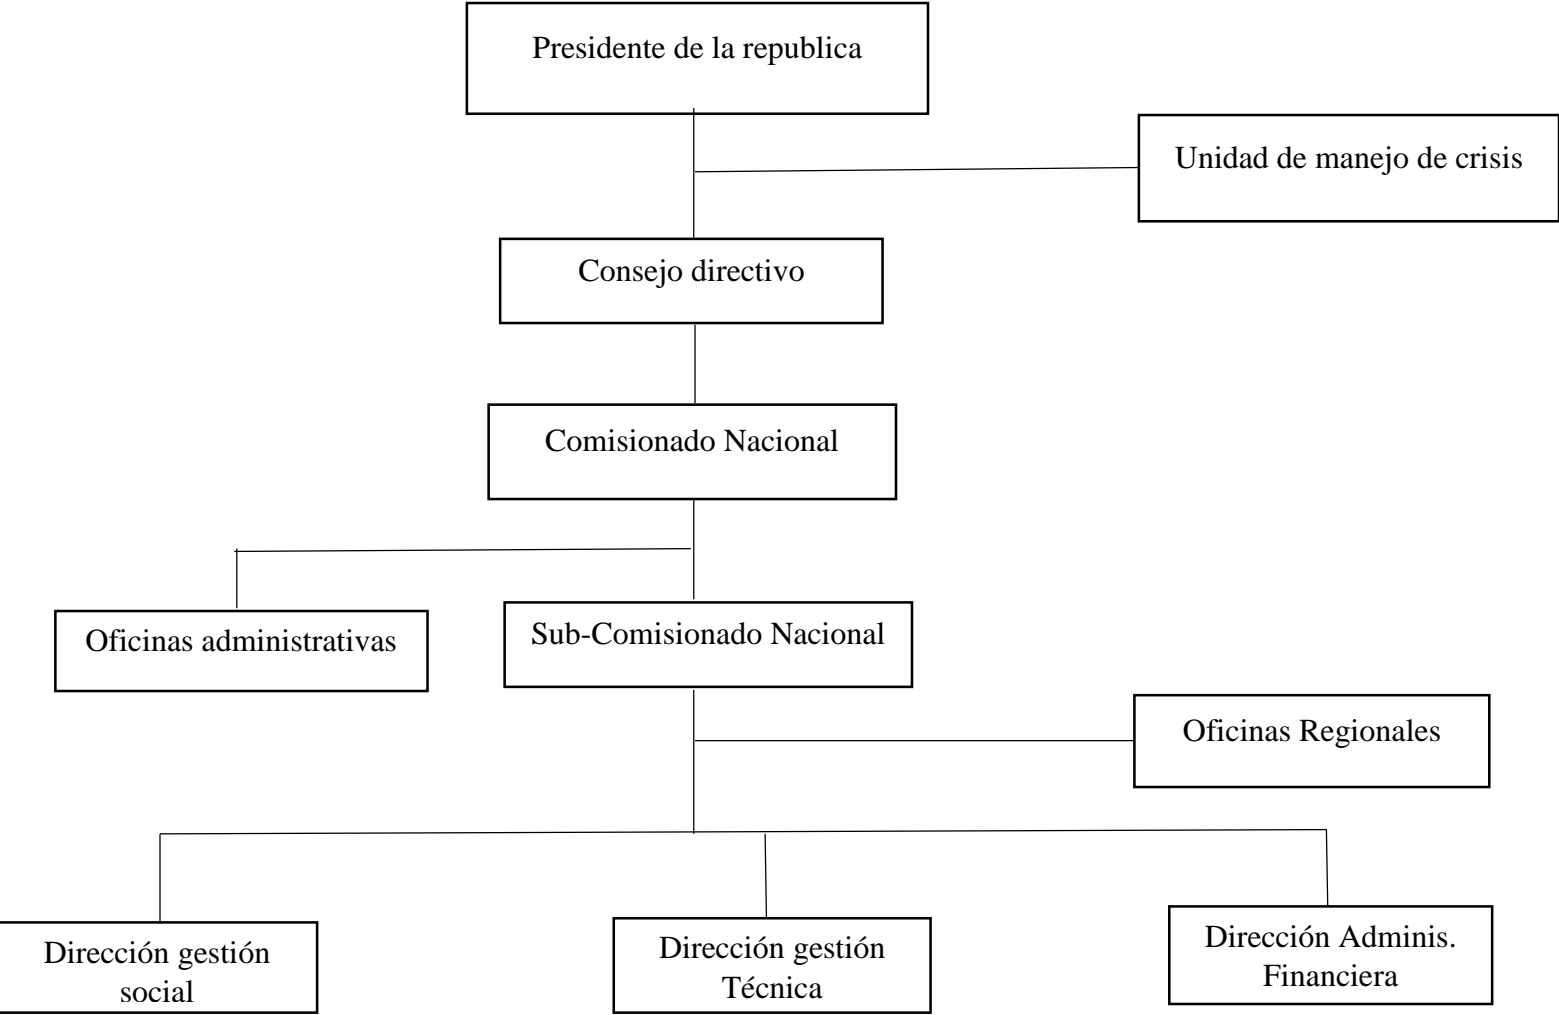 Presidente de la republica
Unidad de manejo de crisis
Consejo directivo
Comisionado Nacional
Oficinas administrativas
Sub-Comisionado Nacional
Oficinas Regionales
Dirección gestión
social
Dirección gestión
Técnica
Dirección Adminis.
Financiera